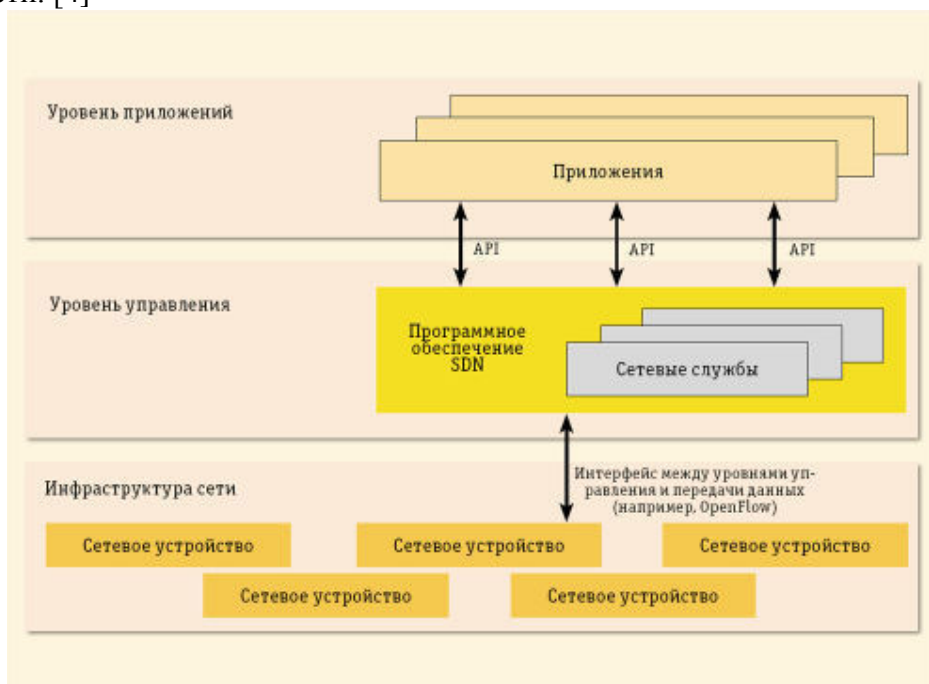 [4]
Уровень приложений
Приложения
API
API
API
Уровень управления
Программное
обеспечение
SDN
Сетевые службы
Интерфейс между уровнями уп-
равления и передачи данных
(например, OpenFlow)
Инфраструктура сети
Сетевое устройство
Сетевое устройство
Сетевое устройство
Сетевое устройство
Сетевое устройство